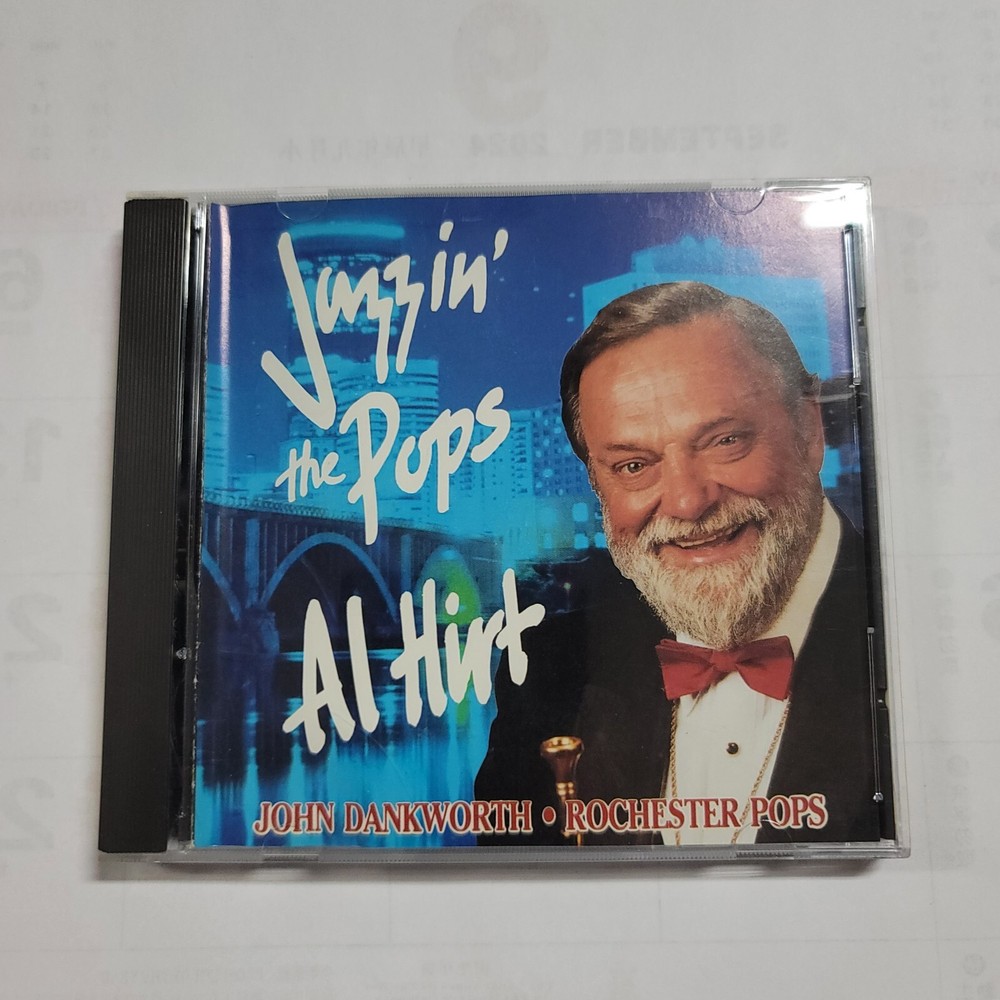 Jazzin'
the Pops
Al Hirt
JOHN DANKWORTH • ROCHESTER POPS